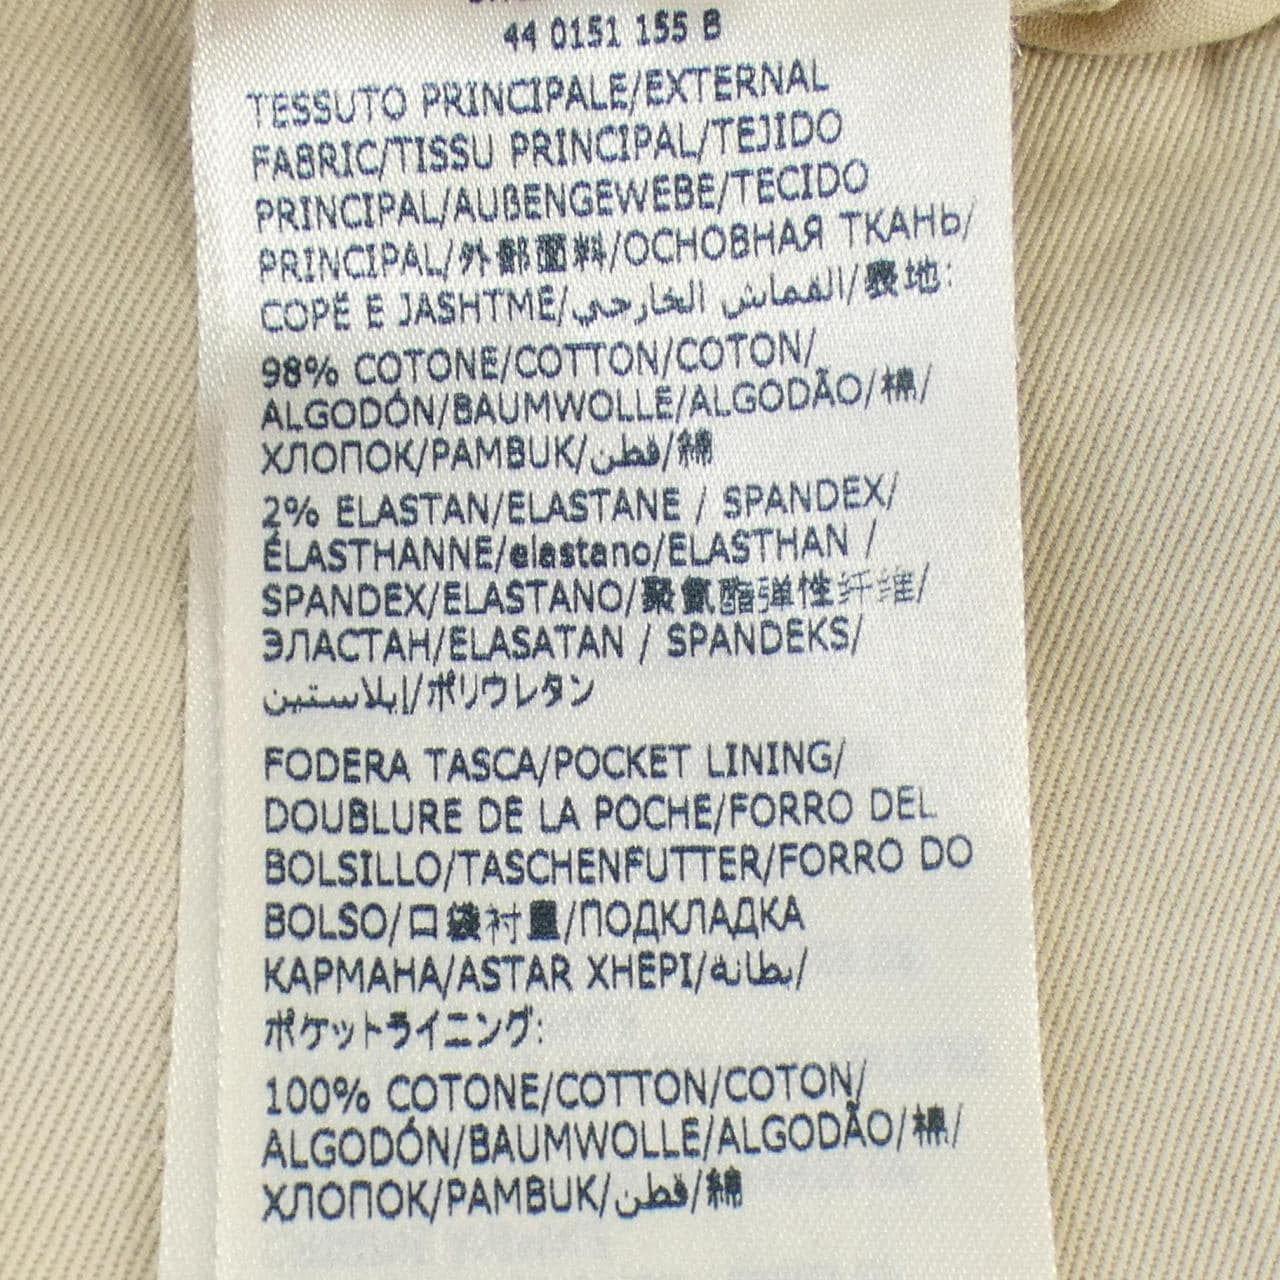 44 0151 155 B
TESSUTO PRINCIPALE/EXTERNAL
FABRIC/TISSU PRINCIPAL/TEJIDO
PRINCIPAL/AUßENGEWEBE/TECIDO
PRINCIPAL/外部面料/ОСНОВНАЯ ТКАНЬ/
COPË E JASHTME/القماش الخارجي/表地:
98% COTONE/COTTON/COTON/
ALGODÓN/BAUMWOLLE/ALGODÃO/棉/
ХЛОПОК/PAMBUK/قطن/綿
2% ELASTAN/ELASTANE / SPANDEX/
ÉLASTHANNE/elastano/ELASTHAN /
SPANDEX/ELASTANO/聚氨酯弹性纤维/
ЭЛАСТАН/ELASATAN / SPANDEKS/
إيلاستين/ポリウレタン
FODERA TASCA/POCKET LINING/
DOUBLURE DE LA POCHE/FORRO DEL
BOLSILLO/TASCHENFUTTER/FORRO DO
BOLSO/口袋衬里/ПОДКЛАДКА
КАРМАНА/ASTAR XHEPI/بطانة/
ポケットライニング:
100% COTONE/COTTON/COTON/
ALGODÓN/BAUMWOLLE/ALGODÃO/棉/
ХЛОПОК/PAMBUK/قطن/綿